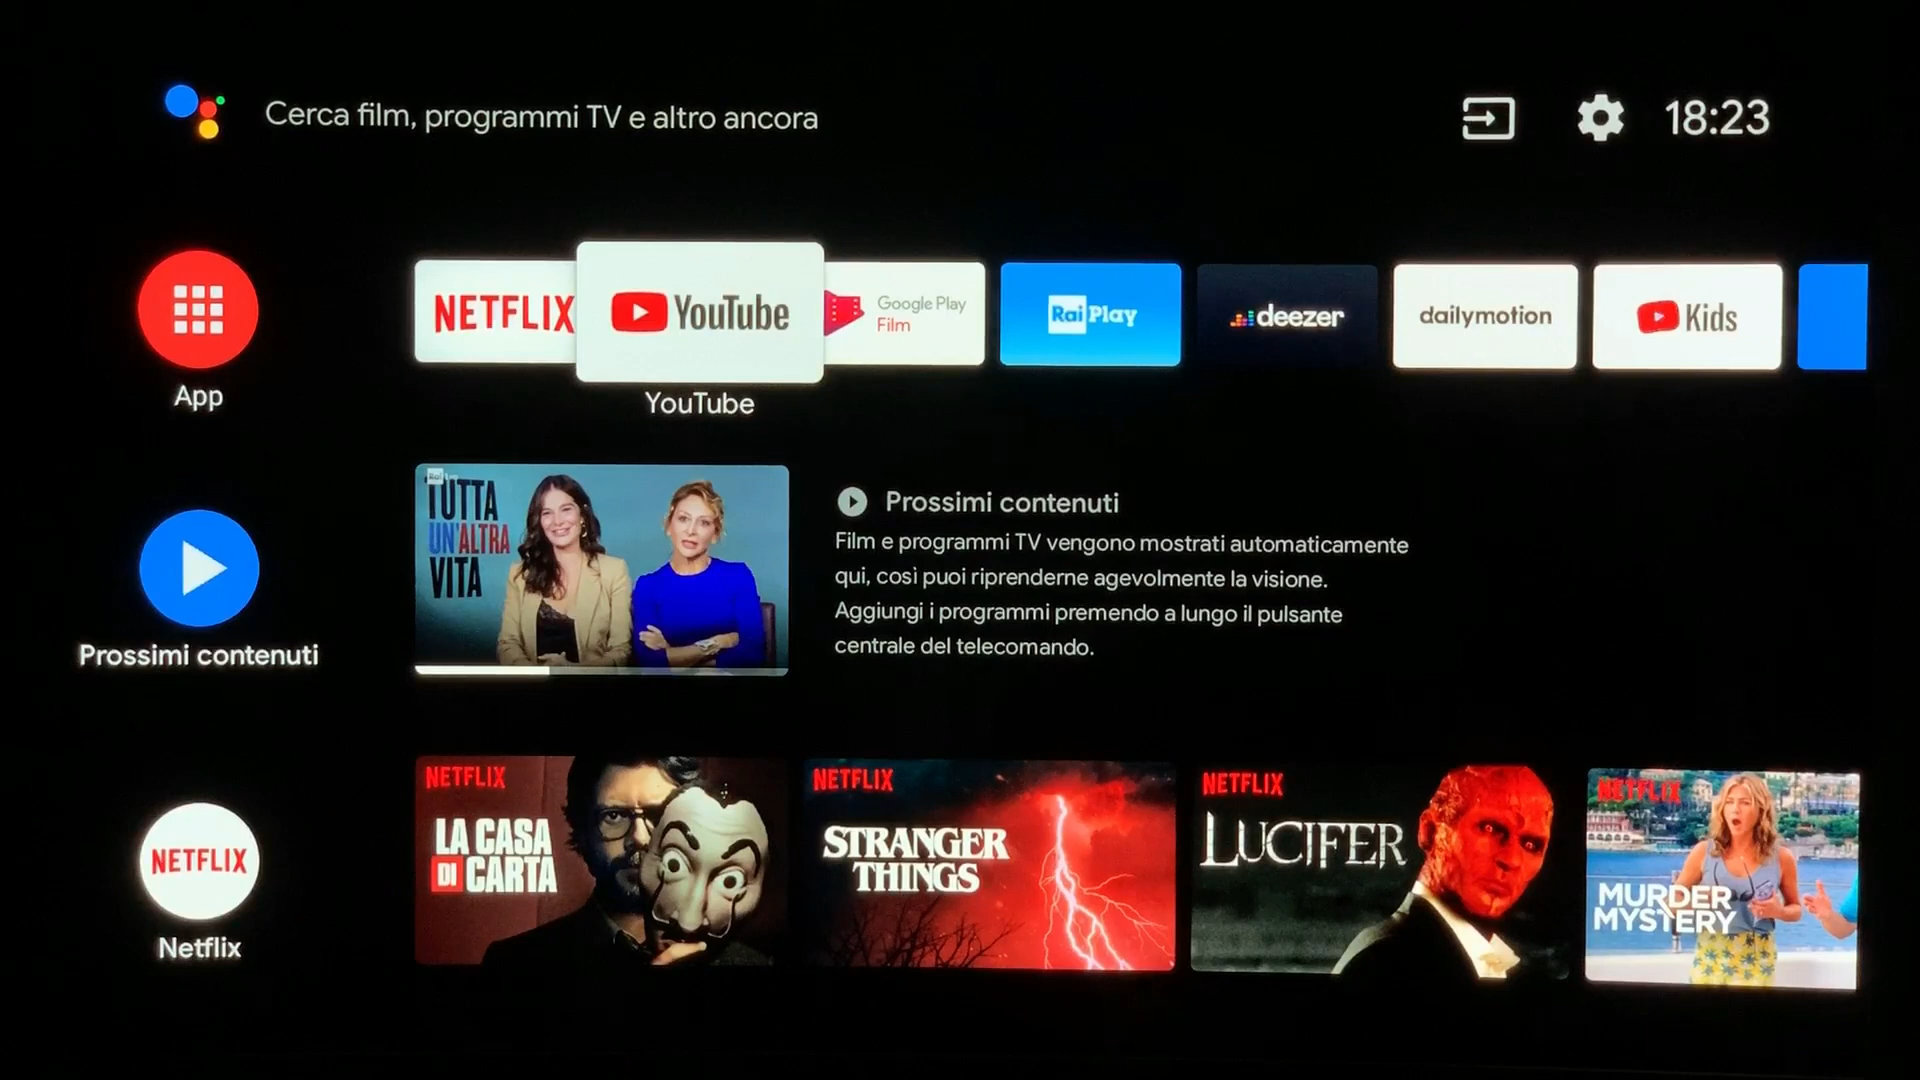 Cerca film, programmi TV e altro ancora
18:23
App
NETFLIX
YouTube
Google Play
Film
Rai Play
deezer
dailymotion
Kids
YouTube
Prossimi contenuti
Rai
TUTTA
UN'ALTRA
VITA
Prossimi contenuti
Film e programmi TV vengono mostrati automaticamente
qui, così puoi riprenderne agevolmente la visione.
Aggiungi i programmi premendo a lungo il pulsante
centrale del telecomando.
NETFLIX
Netflix
NETFLIX
LA CASA
DI CARTA
NETFLIX
STRANGER
THINGS
NETFLIX
LUCIFER
NETFLIX
MURDER
MYSTERY